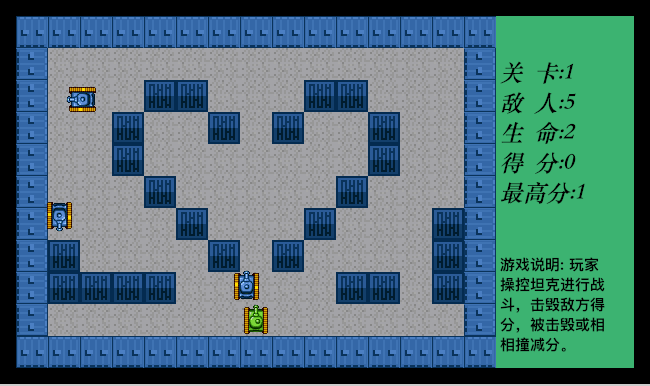 关 卡:1
敌 人:5
生 命:2
得 分:0
最高分:1
游戏说明: 玩家
操控坦克进行战
斗，击毁敌方得
分，被击毁或相
相撞减分。